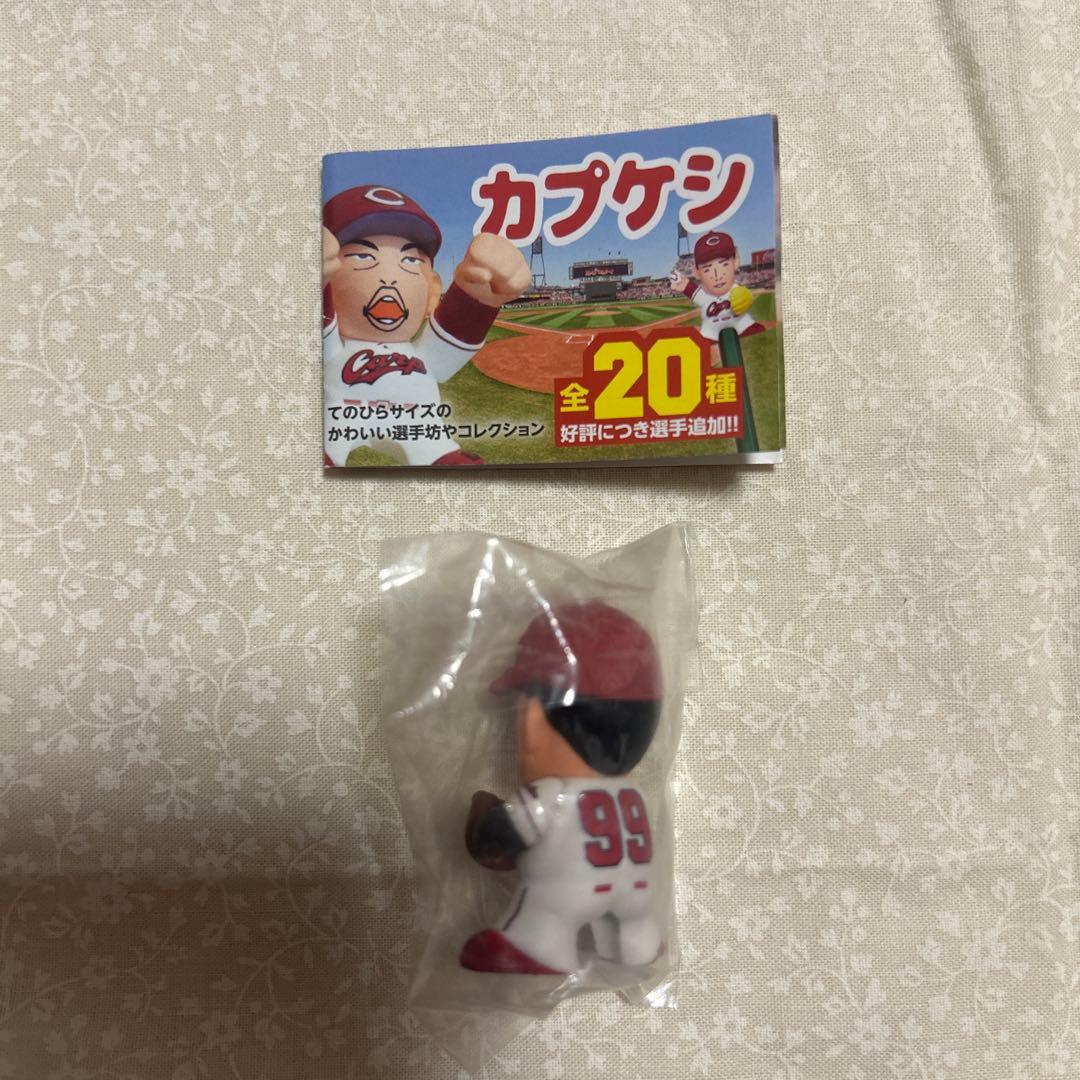 カプケシ
C
C
Carp
Carp
全20種
好評につき選手追加!!
てのひらサイズの
かわいい選手坊やコレクション
99